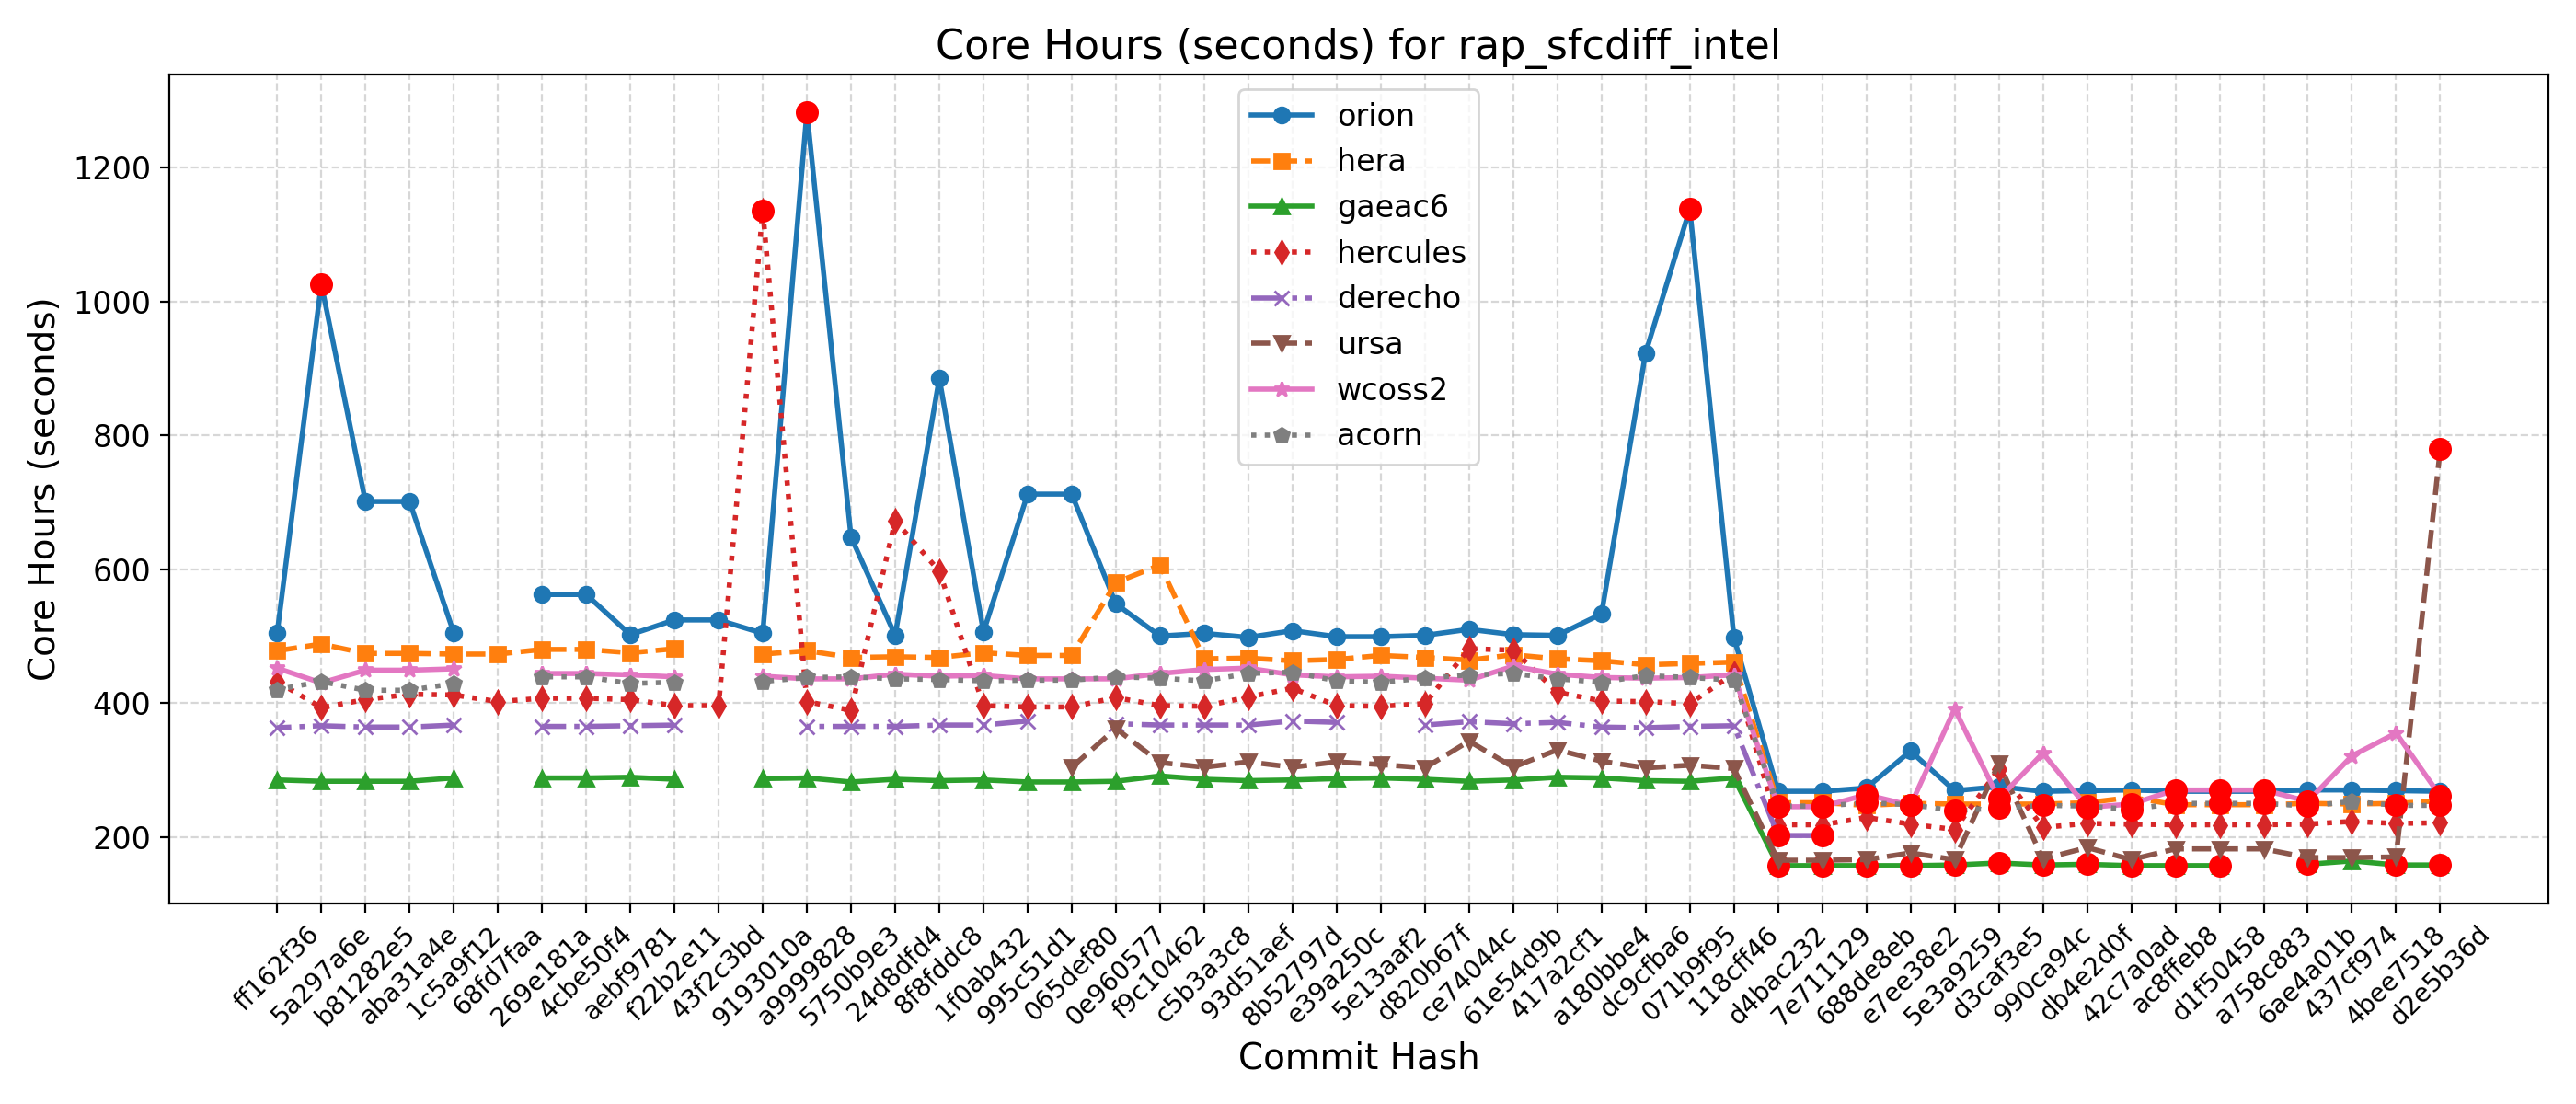 Core Hours (seconds) for rap_sfcdiff_intel
Core Hours (seconds)
1200
1000
800
600
400
200
orion
hera
gaeac6
hercules
derecho
ursa
wcoss2
acorn
ff162f36
5a297a6e
b81282e5
aba31a4e
1c5a9f12
68fd7faa
269e181a
4cbe50f4
aebf9781
f22b2e11
43f2c3bd
9193010a
a9999828
5750b9e3
24d8dfd4
8f8fddc8
1f0ab432
995c51d1
065def80
0e960577
f9c10462
c5b3a3c8
93d51aef
8b52797d
e39a250c
5e13aaf2
d820b67f
ce74044c
61e54d9b
417a2cf1
a180bbe4
dc9cfba6
071b9f95
118cff46
d4bac232
7e711129
688de8eb
e7ee38e2
5e3a9259
d3caf3e5
990ca94c
db4e2d0f
42c7a0ad
ac8ffeb8
d1f50458
a758c883
6ae4a01b
437cf974
4bee7518
d2e5b36d
Commit Hash